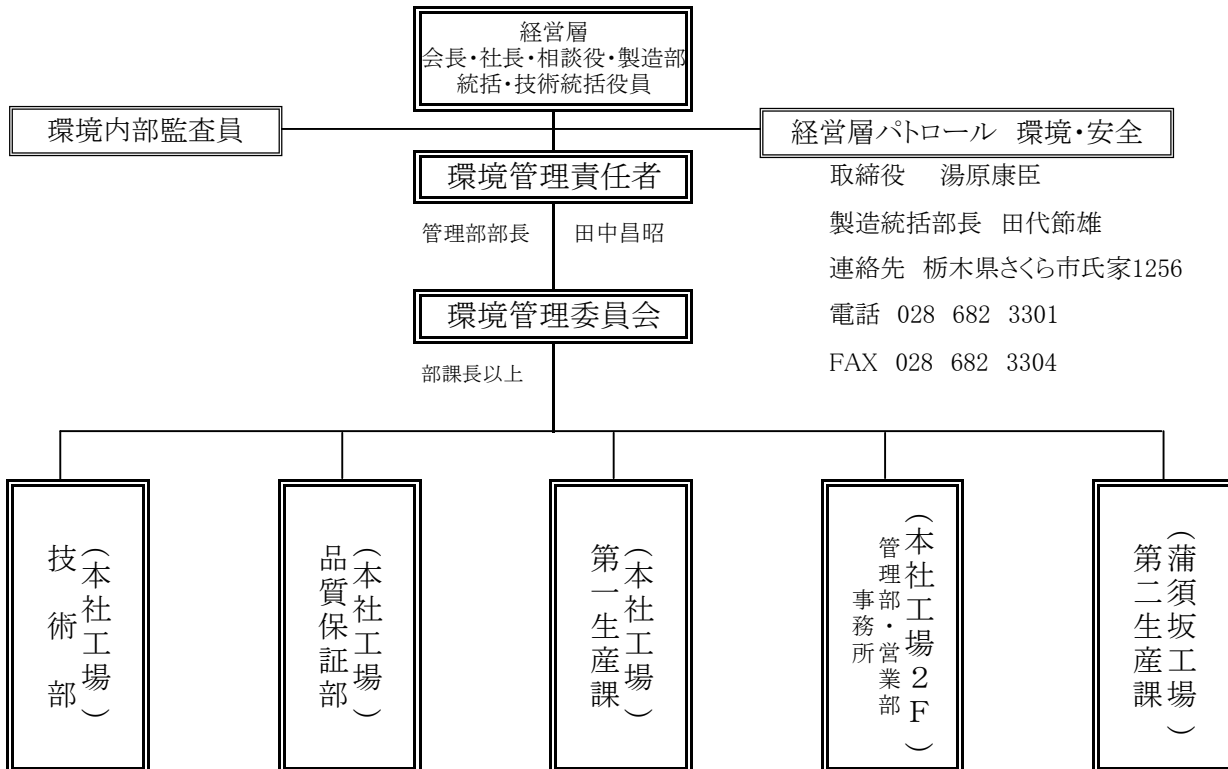 経営層
会長・社長・相談役・製造部
統括・技術統括役員
環境内部監査員
経営層パトロール 環境・安全
環境管理責任者
取締役 湯原康臣
管理部部長 田中昌昭
製造統括部長 田代節雄
連絡先 栃木県さくら市氏家1256
環境管理委員会
電話 028 682 3301
部課長以上
FAX 028 682 3304
(本社工場)
技術部
(本社工場)
品質保証部
(本社工場)
第一生産課
(本社工場2F)
管理部・営業部
事務所
(蒲須坂工場)
第二生産課